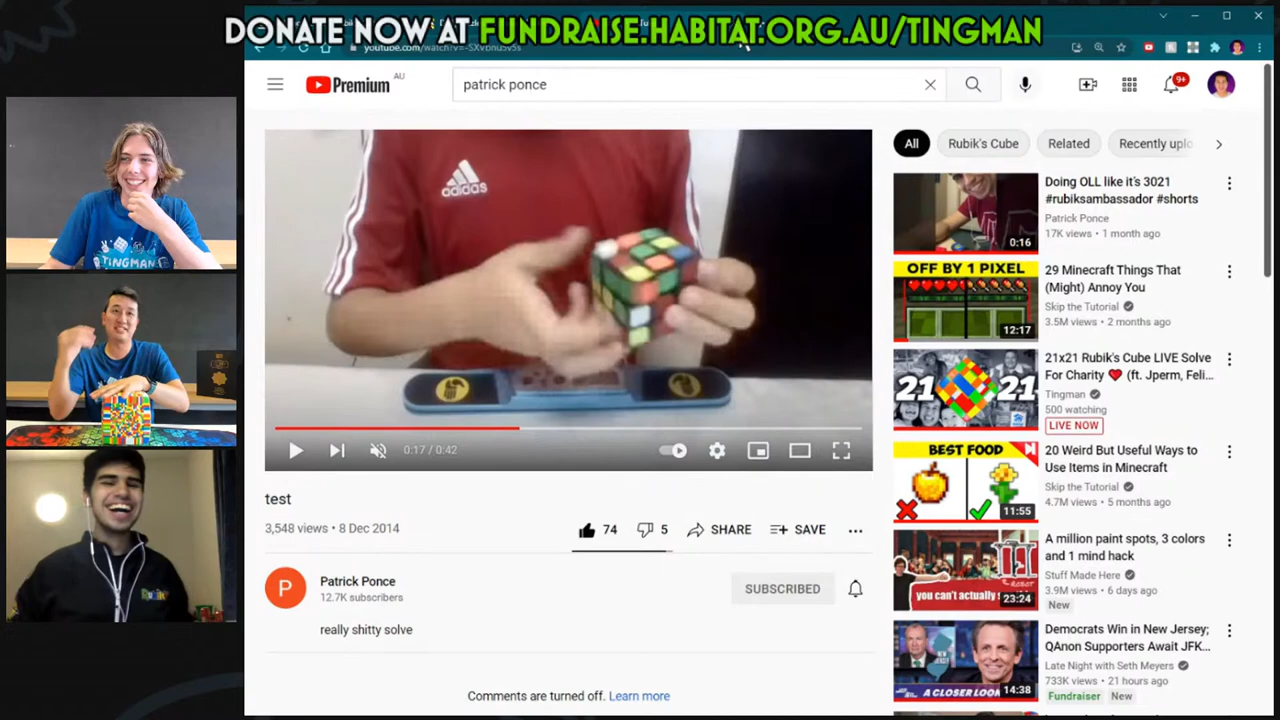 DONATE NOW AT FUNDRAISE.HABITAT.ORG.AU/TINGMAN
Premium
AU
patrick ponce
9+
adidas
TINGMAN
Rubik's
0:17 / 0:42
test
3,548 views • 8 Dec 2014
74
5
SHARE
SAVE
P
Patrick Ponce
12.7K subscribers
SUBSCRIBED
really shitty solve
Comments are turned off. Learn more
All
Rubik's Cube
Related
Recently uplo
0:16
Doing OLL like it's 3021
#rubiksambassador #shorts
Patrick Ponce
17K views • 1 month ago
OFF BY 1 PIXEL
12:17
29 Minecraft Things That
(Might) Annoy You
Skip the Tutorial
3.5M views • 2 months ago
21
21
21x21 Rubik's Cube LIVE Solve
For Charity ❤️ (ft. Jperm, Feli...
Tingman
500 watching
LIVE NOW
BEST FOOD
11:55
20 Weird But Useful Ways to
Use Items in Minecraft
Skip the Tutorial
4.7M views • 5 months ago
ROBOT
you can't actually
23:24
A million paint spots, 3 colors
and 1 mind hack
Stuff Made Here
3.9M views • 6 days ago
New
A CLOSER LOOK
14:38
Democrats Win in New Jersey;
QAnon Supporters Await JFK...
Late Night with Seth Meyers
733K views • 21 hours ago
Fundraiser
New